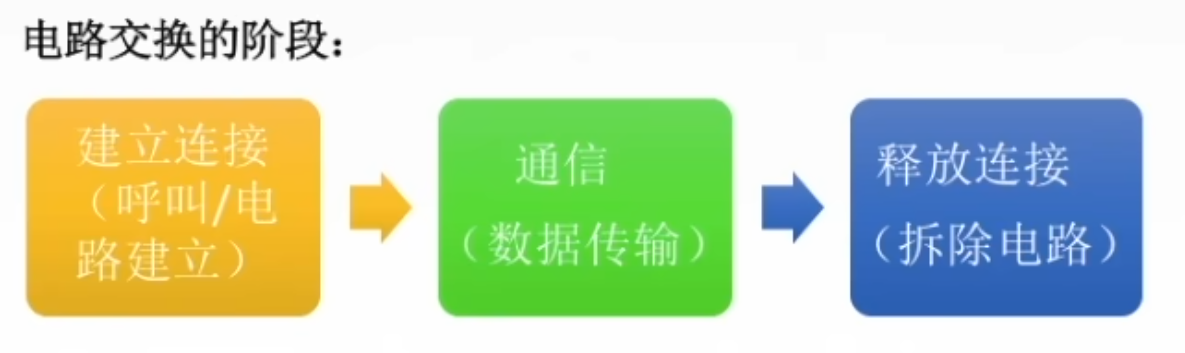 电路交换的阶段：
建立连接
（呼叫/电
路建立）
通信
（数据传输）
释放连接
（拆除电路）